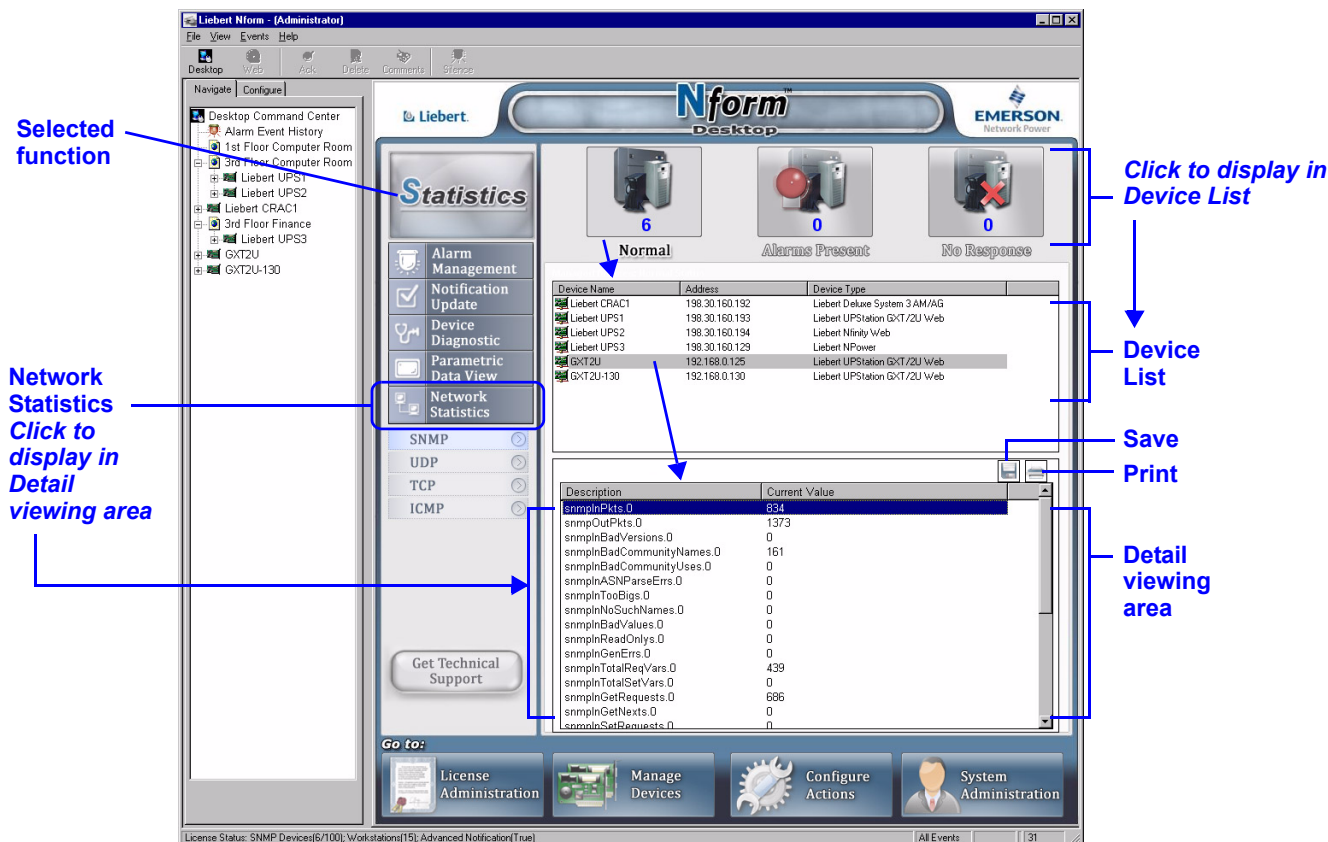 Liebert Nform - (Administrator)
File View Events Help
Desktop Web Ack Delete Comments Silence
Navigate Configure
Desktop Command Center
Alarm Event History
1st Floor Computer Room
3rd Floor Computer Room
Liebert UPS1
Liebert UPS2
Liebert CRAC1
3rd Floor Finance
Liebert UPS3
GXT2U
GXT2U-130
Selected function
Network Statistics
Click to display in Detail viewing area
Liebert.
Nform™
Desktop
EMERSON.
Network Power
Statistics
Alarm Management
Notification Update
Device Diagnostic
Parametric Data View
Network Statistics
SNMP
UDP
TCP
ICMP
Get Technical Support
6
Normal
0
Alarms Present
0
No Response
Click to display in Device List
Device Name Address Device Type
Liebert CRAC1 198.30.160.192 Liebert Deluxe System 3 AM/AG
Liebert UPS1 198.30.160.193 Liebert UPStation GXT/2U Web
Liebert UPS2 198.30.160.194 Liebert Nfinity Web
Liebert UPS3 198.30.160.129 Liebert NPower
GXT2U 192.168.0.125 Liebert UPStation GXT/2U Web
GXT2U-130 192.168.0.130 Liebert UPStation GXT/2U Web
Device List
Save
Print
Description Current Value
snmpInPkts.0 834
snmpOutPkts.0 1373
snmpInBadVersions.0 0
snmpInBadCommunityNames.0 161
snmpInBadCommunityUses.0 0
snmpInASNParseErrs.0 0
snmpInTooBigs.0 0
snmpInNoSuchNames.0 0
snmpInBadValues.0 0
snmpInReadOnlys.0 0
snmpInGenErrs.0 0
snmpInTotalReqVars.0 439
snmpInTotalSetVars.0 0
snmpInGetRequests.0 686
snmpInGetNexts.0 0
snmpInSetRequests.0 0
Detail viewing area
Go to:
License Administration
Manage Devices
Configure Actions
System Administration
License Status: SNMP Devices(6/100); Workstations(15); Advanced Notification(True) All Events 31